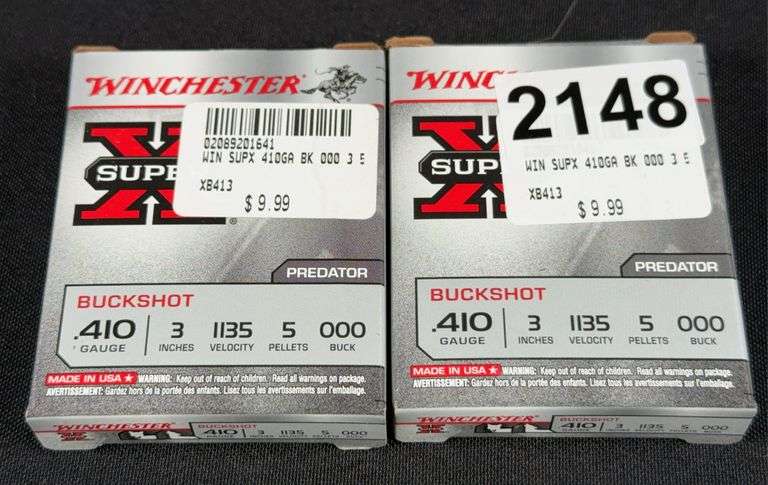 WINCHESTER
02089201641
WIN SUPX 410GA BK 000 3 5
XB413
$9.99
SUPE
X
®
PREDATOR
BUCKSHOT
.410 3 1135 5 000
GAUGE INCHES VELOCITY PELLETS BUCK
MADE IN USA ★ WARNING: Keep out of reach of children. Read all warnings on package.
AVERTISSEMENT: Gardez hors de la portée des enfants. Lisez tous les avertissements sur l'emballage.
WINCHESTER BUCKSHOT
.410 3 1135 5 000
WINC
2148
WIN SUPX 410GA BK 000 3 5
XB413
$9.99
SUP
X
PREDATOR
BUCKSHOT
.410 3 1135 5 000
GAUGE INCHES VELOCITY PELLETS BUCK
MADE IN USA ★ WARNING: Keep out of reach of children. Read all warnings on package.
AVERTISSEMENT: Gardez hors de la portée des enfants. Lisez tous les avertissements sur l'emballage.
WINCHESTER BUCKSHOT
.410 3 1135 5 000